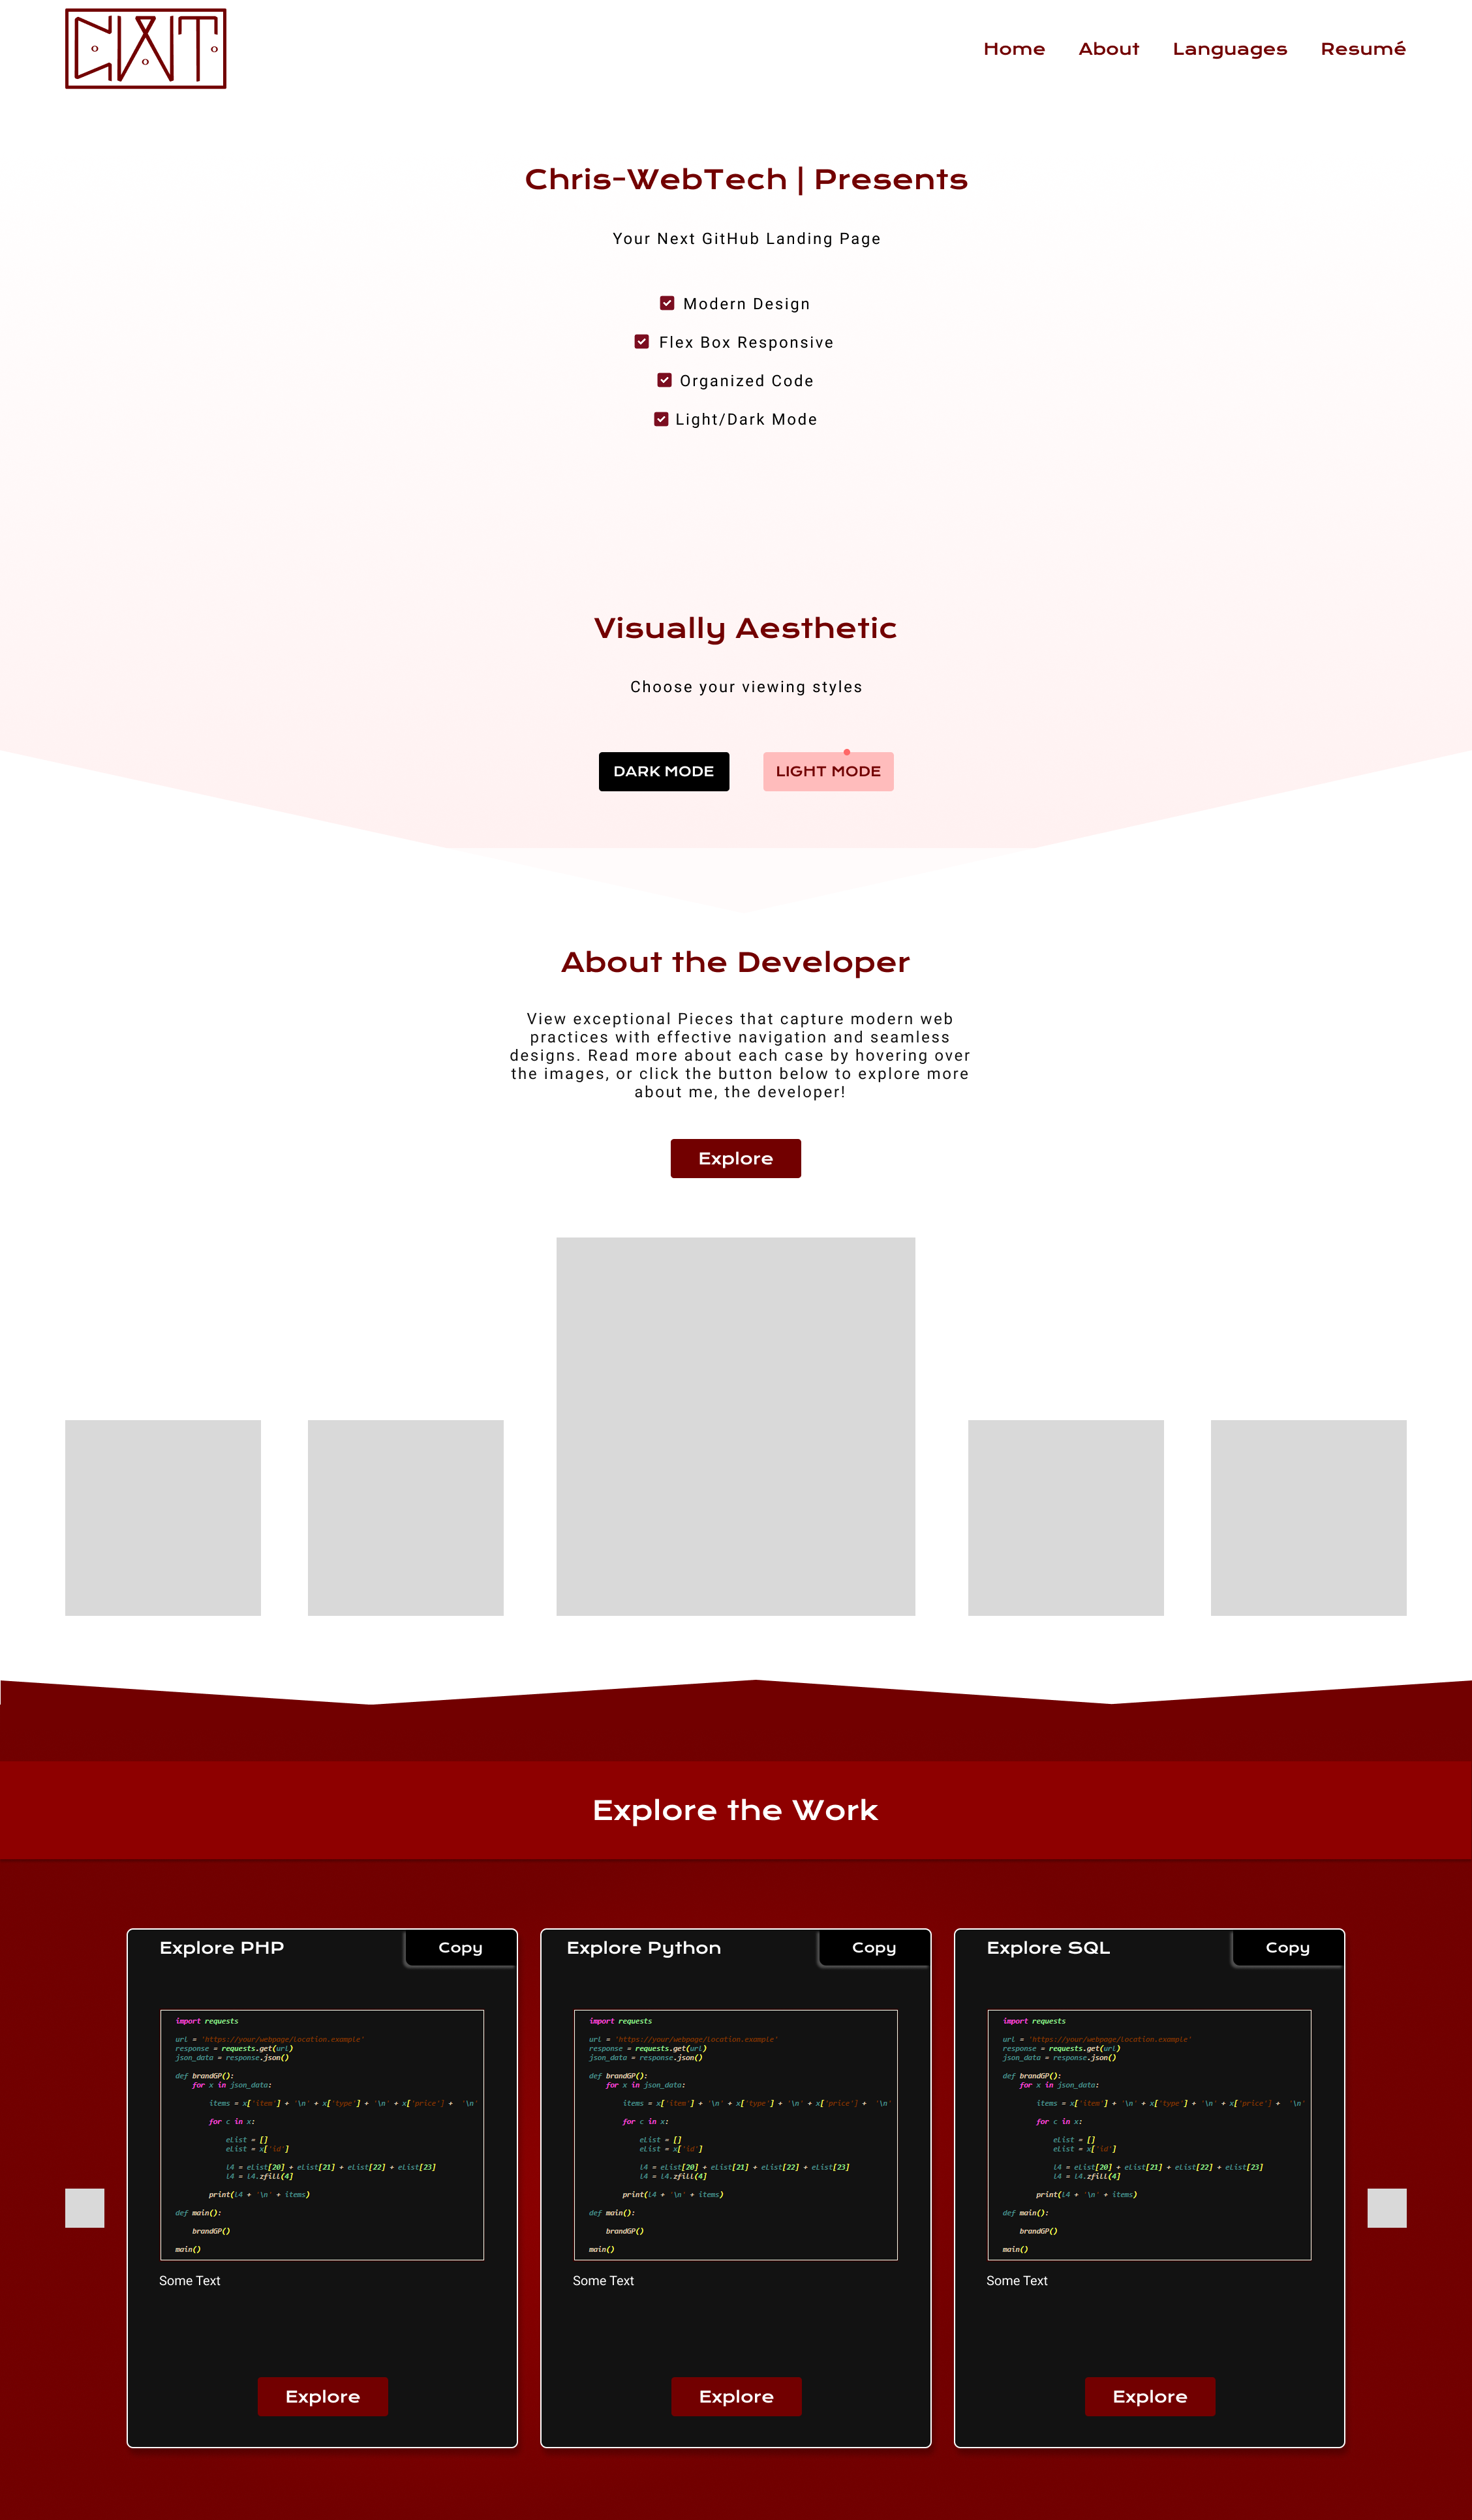 CWT
Home About Languages Resumé
Chris-WebTech | Presents
Your Next GitHub Landing Page
Modern Design
Flex Box Responsive
Organized Code
Light/Dark Mode
Visually Aesthetic
Choose your viewing styles
DARK MODE LIGHT MODE
About the Developer
View exceptional Pieces that capture modern web
practices with effective navigation and seamless
designs. Read more about each case by hovering over
the images, or click the button below to explore more
about me, the developer!
Explore
Explore the Work
Explore PHP Copy
import requests
url = 'https://your/webpage/location.example'
response = requests.get(url)
json_data = response.json()
def brandGP():
for x in json_data:
items = x['item'] + '\n' + x['type'] + '\n' + x['price'] + '\n'
for c in x:
eList = []
eList = x['id']
l4 = eList[20] + eList[21] + eList[22] + eList[23]
l4 = l4.zfill(4)
print(l4 + '\n' + items)
def main():
brandGP()
main()
Some Text
Explore
Explore Python Copy
import requests
url = 'https://your/webpage/location.example'
response = requests.get(url)
json_data = response.json()
def brandGP():
for x in json_data:
items = x['item'] + '\n' + x['type'] + '\n' + x['price'] + '\n'
for c in x:
eList = []
eList = x['id']
l4 = eList[20] + eList[21] + eList[22] + eList[23]
l4 = l4.zfill(4)
print(l4 + '\n' + items)
def main():
brandGP()
main()
Some Text
Explore
Explore SQL Copy
import requests
url = 'https://your/webpage/location.example'
response = requests.get(url)
json_data = response.json()
def brandGP():
for x in json_data:
items = x['item'] + '\n' + x['type'] + '\n' + x['price'] + '\n'
for c in x:
eList = []
eList = x['id']
l4 = eList[20] + eList[21] + eList[22] + eList[23]
l4 = l4.zfill(4)
print(l4 + '\n' + items)
def main():
brandGP()
main()
Some Text
Explore